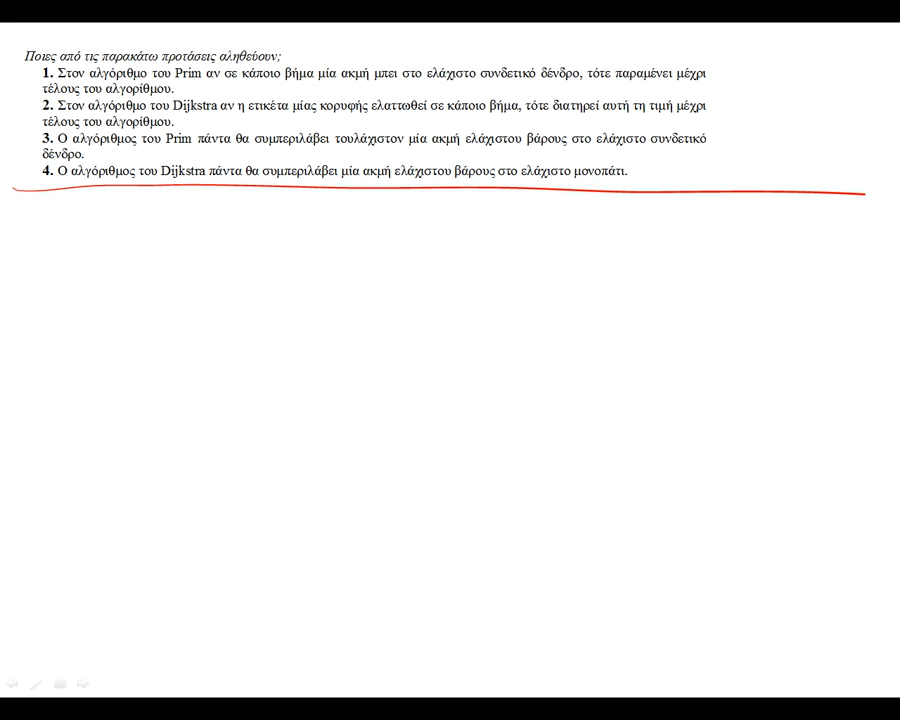 Ποιες από τις παρακάτω προτάσεις αληθεύουν;
1. Στον αλγόριθμο του Prim αν σε κάποιο βήμα μία ακμή μπει στο ελάχιστο συνδετικό δένδρο, τότε παραμένει μέχρι
τέλους του αλγορίθμου.
2. Στον αλγόριθμο του Dijkstra αν η ετικέτα μίας κορυφής ελαττωθεί σε κάποιο βήμα, τότε διατηρεί αυτή τη τιμή μέχρι
τέλους του αλγορίθμου.
3. Ο αλγόριθμος του Prim πάντα θα συμπεριλάβει τουλάχιστον μία ακμή ελάχιστου βάρους στο ελάχιστο συνδετικό
δένδρο.
4. Ο αλγόριθμος του Dijkstra πάντα θα συμπεριλάβει μία ακμή ελάχιστου βάρους στο ελάχιστο μονοπάτι.